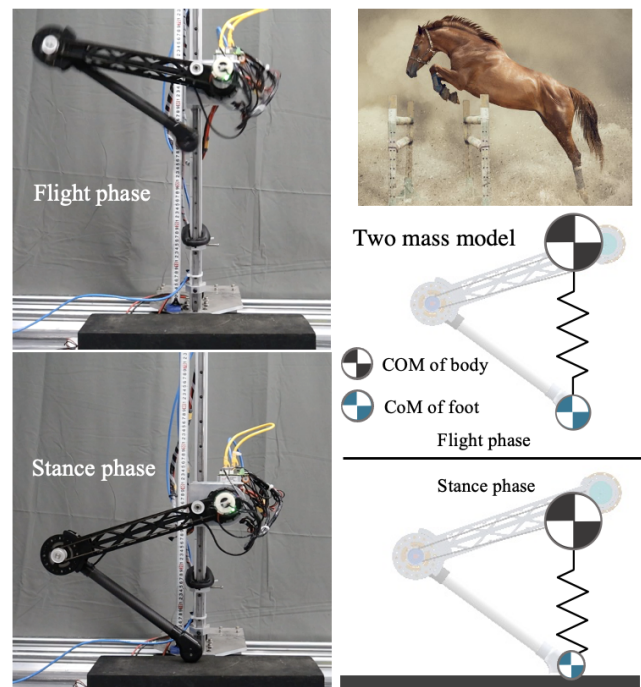 Flight phase
Two mass model
COM of body
CoM of foot
Flight phase
Stance phase
Stance phase